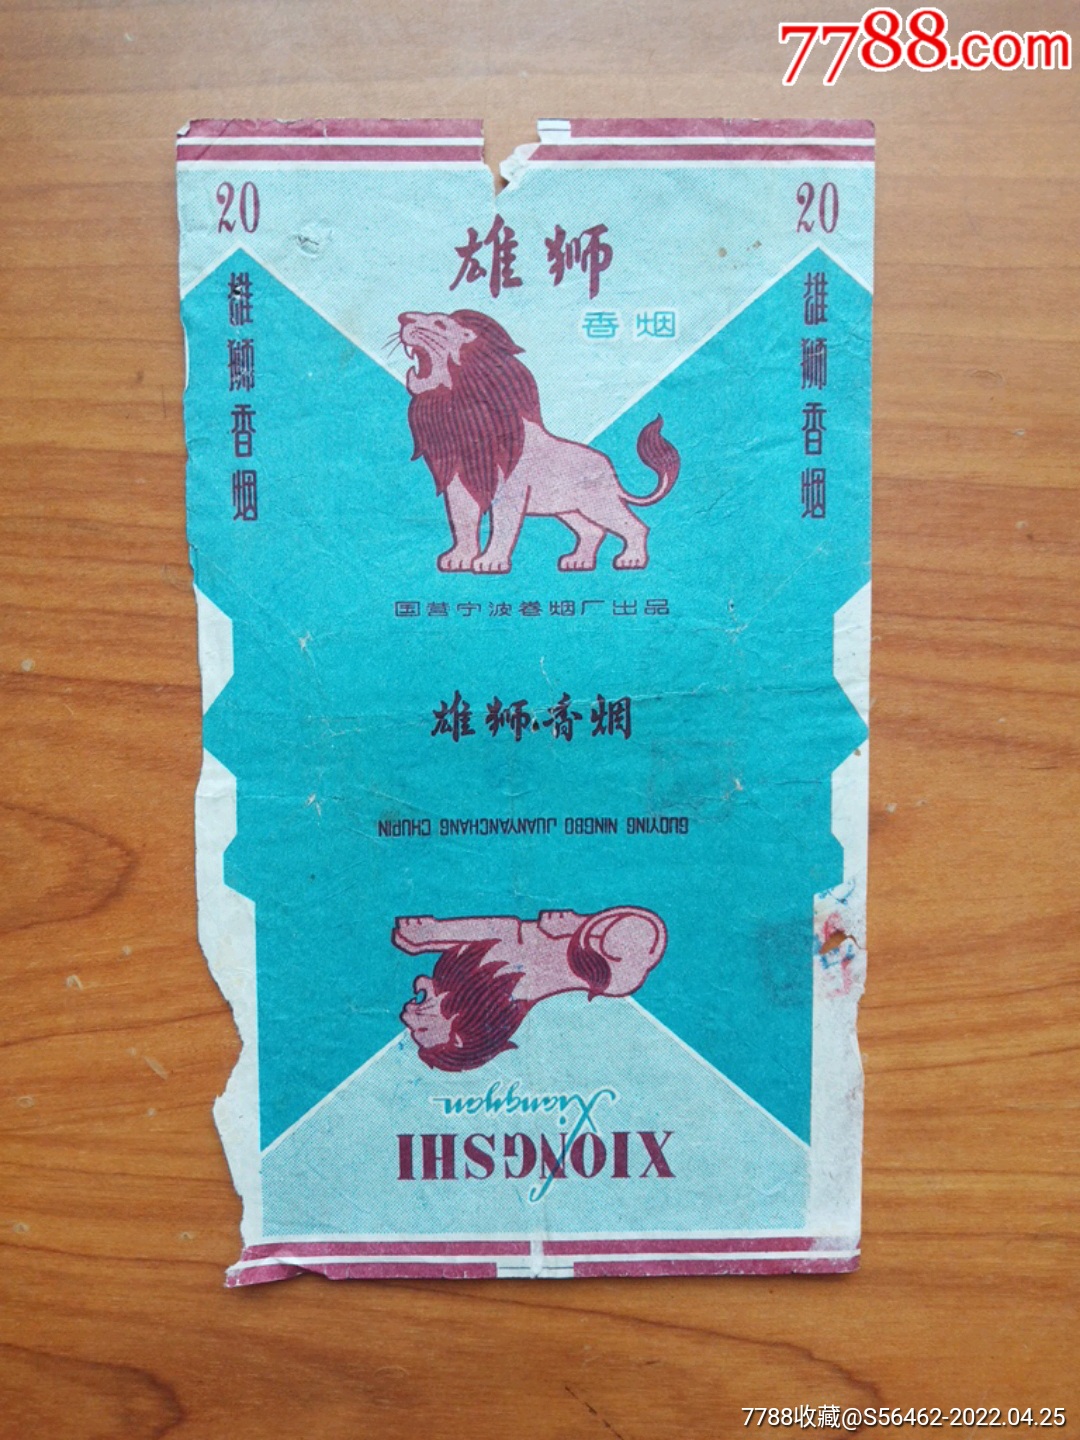 7788.com
20
20
雄狮
香烟
雄狮香烟
雄狮香烟
国营宁波卷烟厂出品
雄狮香烟
GUOYING NINGBO JUANYANCHANG CHUPIN
Xiangyan
XIONGSHI
7788收藏@S56462-2022.04.25